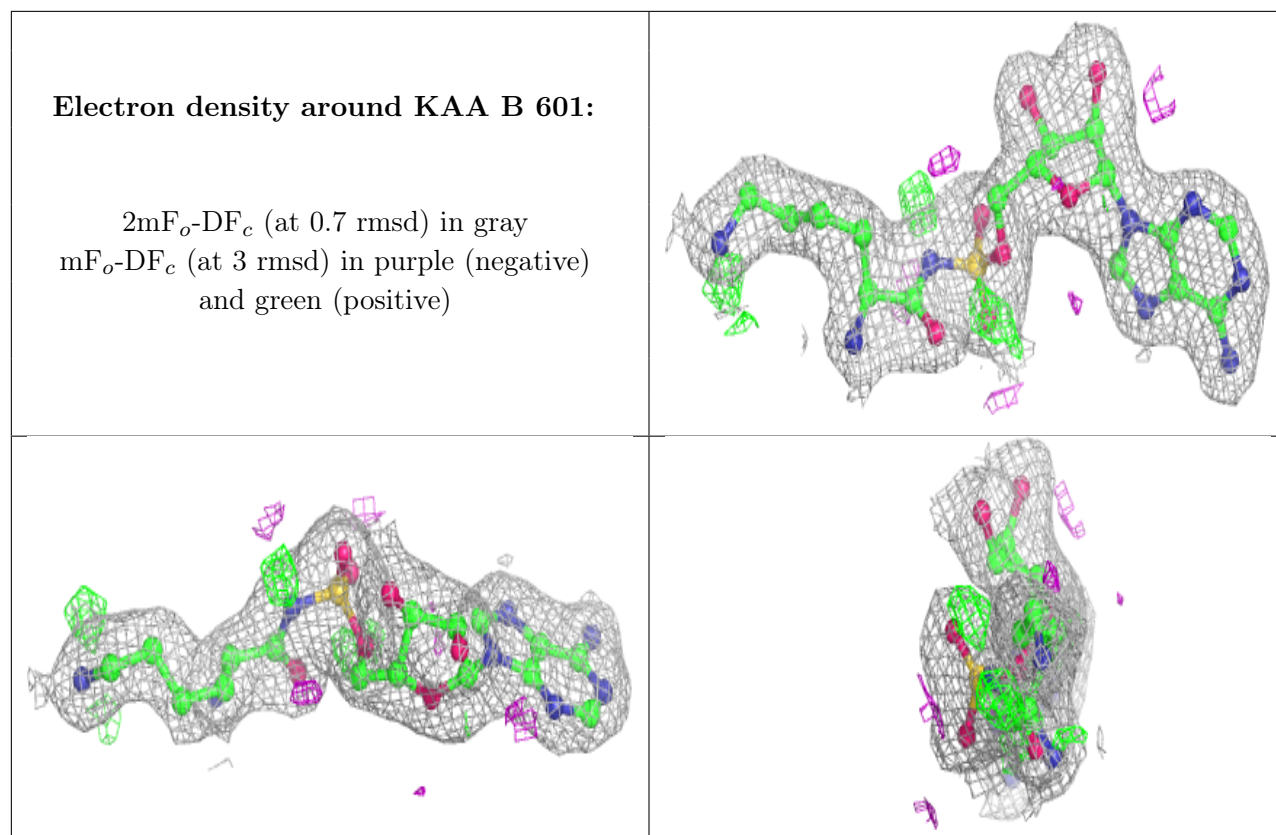 Electron density around KAA B 601:
2mFₒ-DF𝒸 (at 0.7 rmsd) in gray
mFₒ-DF𝒸 (at 3 rmsd) in purple (negative)
and green (positive)